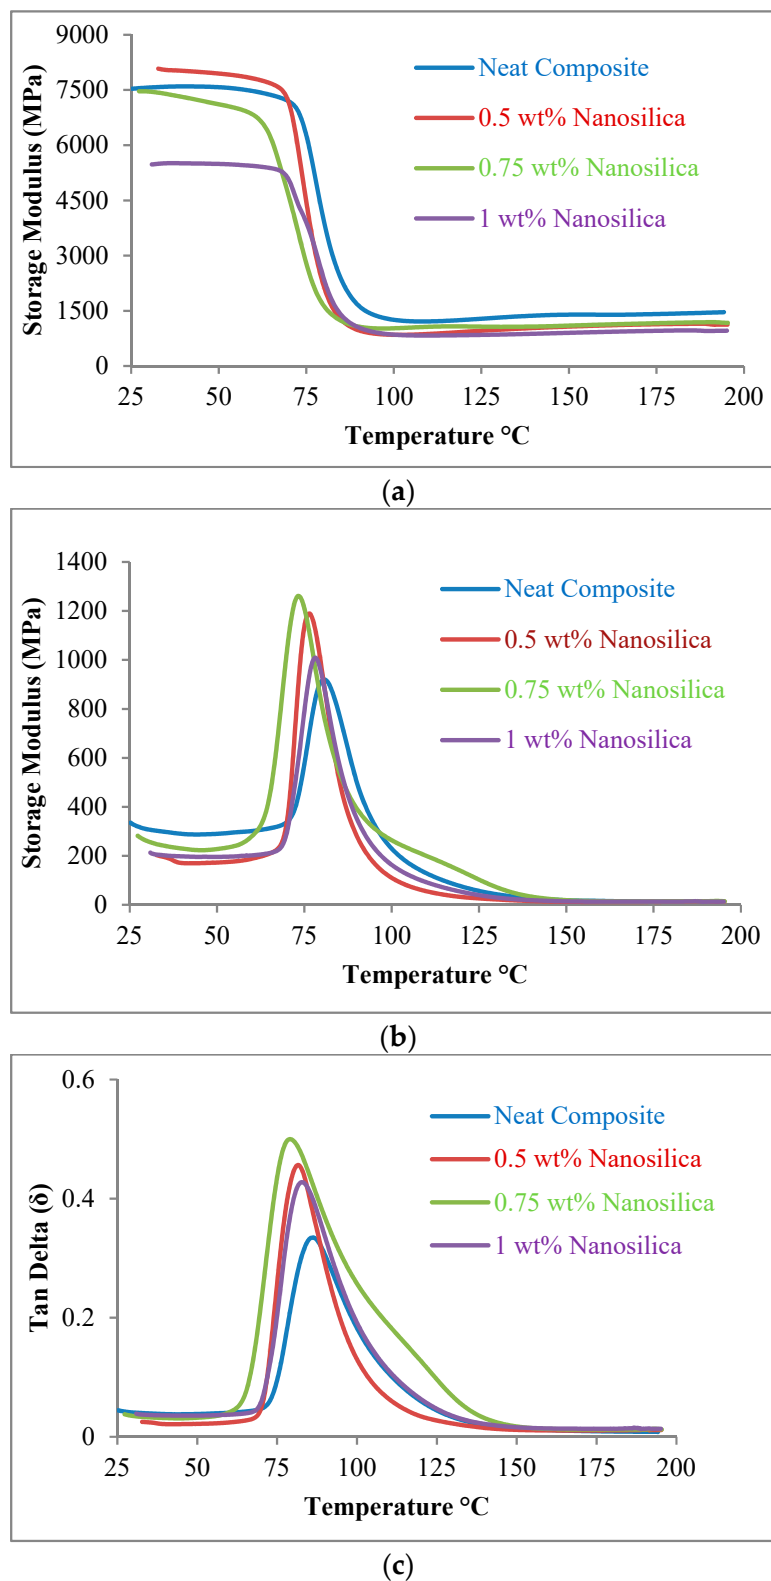 9000
7500
6000
4500
3000
1500
0
Storage Modulus (MPa)
Neat Composite
0.5 wt% Nanosilica
0.75 wt% Nanosilica
1 wt% Nanosilica
25 50 75 100 125 150 175 200
Temperature °C
(a)
1400
1200
1000
800
600
400
200
0
Storage Modulus (MPa)
Neat Composite
0.5 wt% Nanosilica
0.75 wt% Nanosilica
1 wt% Nanosilica
25 50 75 100 125 150 175 200
Temperature °C
(b)
0.6
0.4
0.2
0
Tan Delta (δ)
Neat Composite
0.5 wt% Nanosilica
0.75 wt% Nanosilica
1 wt% Nanosilica
25 50 75 100 125 150 175 200
Temperature °C
(c)